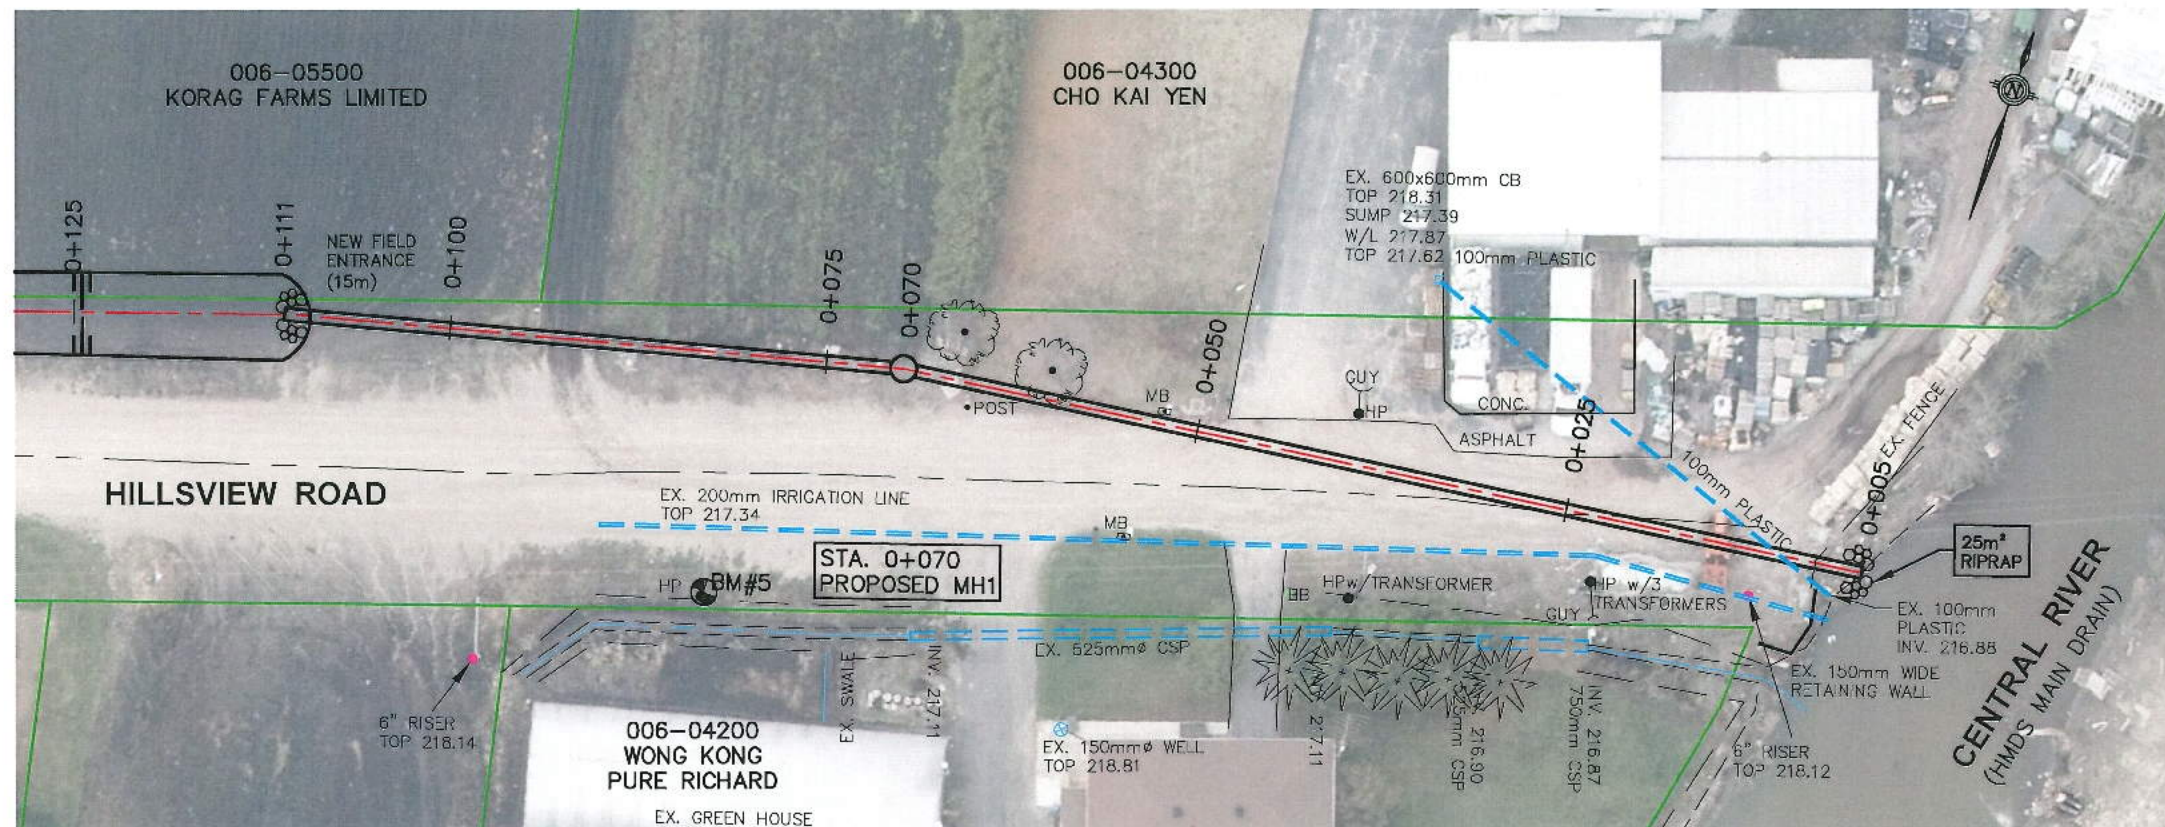 006-05500
KORAG FARMS LIMITED
006-04300
CHO KAI YEN
N
EX. 600x600mm CB
TOP 218.31
SUMP 217.39
W/L 217.87
TOP 217.62 100mm PLASTIC
0+125
0+111
NEW FIELD
ENTRANCE
(15m)
0+100
0+075
0+070
0+050
POST
MB
GUY
HP
CONC.
ASPHALT
0+025
100mm PLASTIC
EX. FENCE
0+005
25m²
RIPRAP
HILLSVIEW ROAD
EX. 200mm IRRIGATION LINE
TOP 217.34
MB
STA. 0+070
PROPOSED MH1
HP
BM#5
BB
HPw/TRANSFORMER
HP w/3
TRANSFORMERS
GUY
EX. 100mm
PLASTIC
INV. 216.88
CENTRAL RIVER
(HMDS MAIN DRAIN)
EX. 525mmø CSP
EX. SWALE
INV. 217.11
217.11
216.90
525mm CSP
INV. 216.87
750mm CSP
EX. 150mm WIDE
RETAINING WALL
6" RISER
TOP 218.14
006-04200
WONG KONG
PURE RICHARD
EX. GREEN HOUSE
EX. 150mmø WELL
TOP 218.81
6" RISER
TOP 218.12